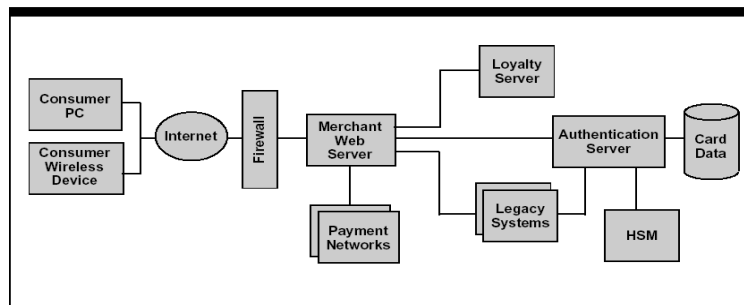 Consumer
PC
Consumer
Wireless
Device
Internet
Firewall
Merchant
Web
Server
Payment
Networks
Loyalty
Server
Legacy
Systems
Authentication
Server
HSM
Card
Data